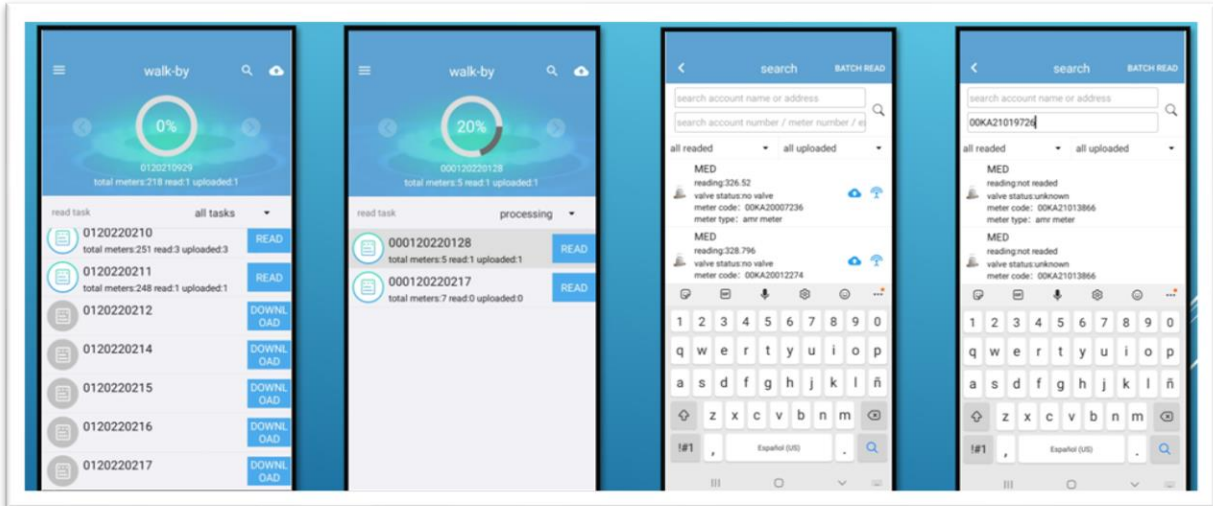 walk-by
0%
0120210929
total meters:218 read:1 uploaded:1
read task
all tasks
0120220210
total meters:251 read:3 uploaded:3
READ
0120220211
total meters:248 read:1 uploaded:1
READ
0120220212
DOWNL
OAD
0120220214
DOWNL
OAD
0120220215
DOWNL
OAD
0120220216
DOWNL
OAD
0120220217
DOWNL
OAD
walk-by
20%
000120220128
total meters:5 read:1 uploaded:1
read task
processing
000120220128
total meters:5 read:1 uploaded:1
READ
000120220217
total meters:7 read:0 uploaded:0
READ
search
BATCH READ
search account name or address
search account number / meter number / e
all readed
all uploaded
MED
reading:326.52
valve status:no valve
meter code: 00KA20007236
meter type: amr meter
MED
reading:328.796
valve status:no valve
meter code: 00KA20012274
1 2 3 4 5 6 7 8 9 0
q w e r t y u i o p
a s d f g h j k l ñ
z x c v b n m
!#1 , Español (US) .
search
BATCH READ
search account name or address
00KA21019726
all readed
all uploaded
MED
reading:not readed
valve status:unknown
meter code: 00KA21013866
meter type: amr meter
MED
reading:not readed
valve status:unknown
meter code: 00KA21013866
1 2 3 4 5 6 7 8 9 0
q w e r t y u i o p
a s d f g h j k l ñ
z x c v b n m
!#1 , Español (US) .